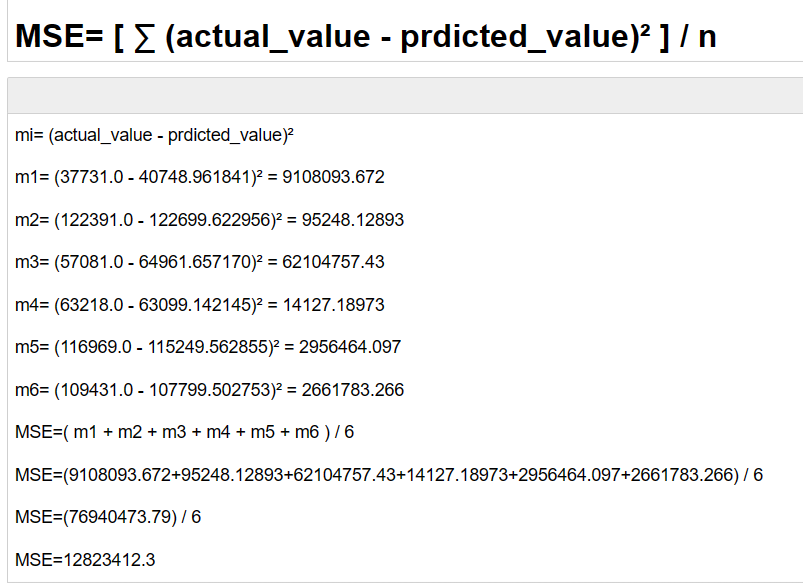 MSE= [ ∑ (actual_value - prdicted_value)² ] / n
mi= (actual_value - prdicted_value)²
m1= (37731.0 - 40748.961841)² = 9108093.672
m2= (122391.0 - 122699.622956)² = 95248.12893
m3= (57081.0 - 64961.657170)² = 62104757.43
m4= (63218.0 - 63099.142145)² = 14127.18973
m5= (116969.0 - 115249.562855)² = 2956464.097
m6= (109431.0 - 107799.502753)² = 2661783.266
MSE=( m1 + m2 + m3 + m4 + m5 + m6 ) / 6
MSE=(9108093.672+95248.12893+62104757.43+14127.18973+2956464.097+2661783.266) / 6
MSE=(76940473.79) / 6
MSE=12823412.3